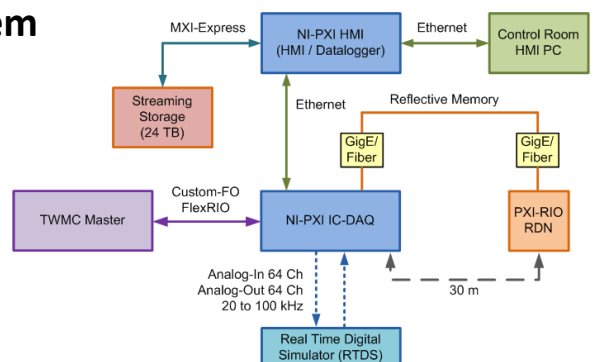 em
MXI-Express
NI-PXI HMI
(HMI / Datalogger)
Ethernet
Control Room
HMI PC
Streaming
Storage
(24 TB)
Ethernet
Reflective Memory
GigE/
Fiber
GigE/
Fiber
TWMC Master
Custom-FO
FlexRIO
NI-PXI IC-DAQ
PXI-RIO
RDN
Analog-In 64 Ch
Analog-Out 64 Ch
20 to 100 kHz
30 m
Real Time Digital
Simulator (RTDS)